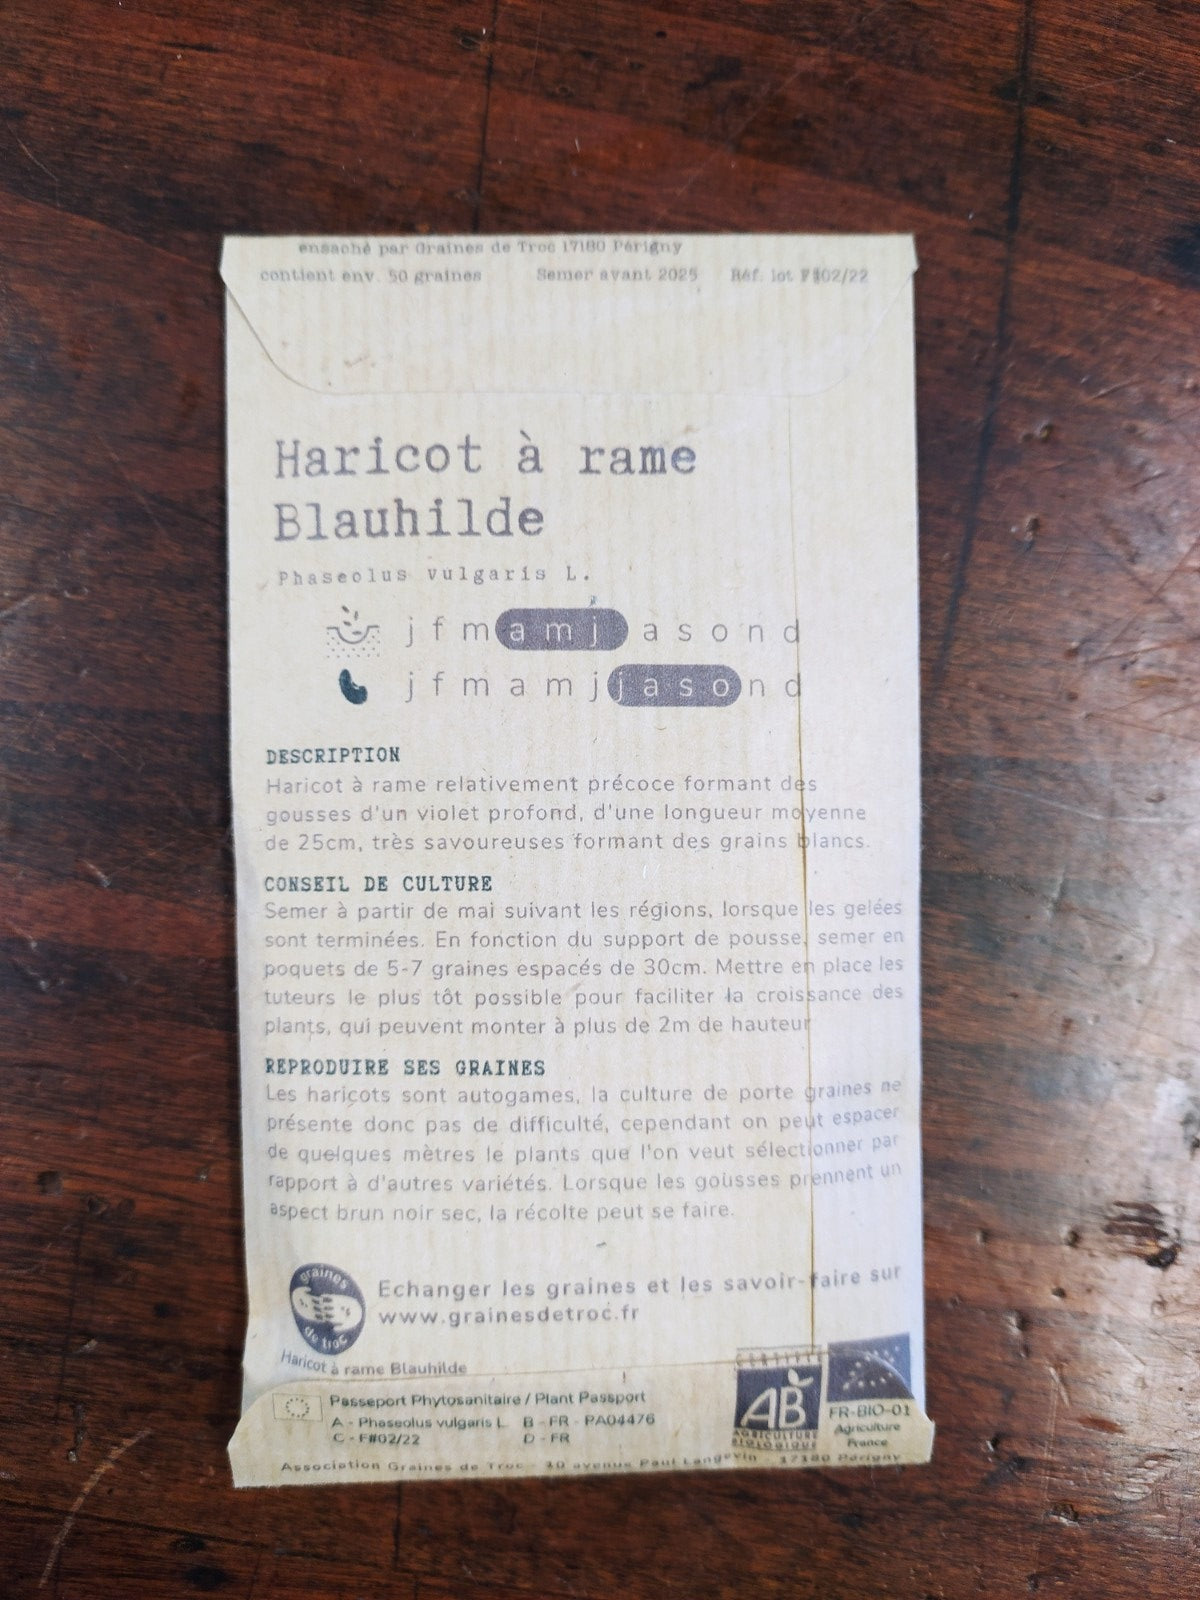 ensaché par Graines de Troc 17180 Périgny
contient env. 50 graines Semer avant 2025 Réf. lot F#02/22
Haricot à rame
Blauhilde
Phaseolus vulgaris L.
j f m a m j j a s o n d
j f m a m j j a s o n d
DESCRIPTION
Haricot à rame relativement précoce formant des
gousses d'un violet profond, d'une longueur moyenne
de 25cm, très savoureuses formant des grains blancs.
CONSEIL DE CULTURE
Semer à partir de mai suivant les régions, lorsque les gelées
sont terminées. En fonction du support de pousse, semer en
poquets de 5-7 graines espacés de 30cm. Mettre en place les
tuteurs le plus tôt possible pour faciliter la croissance des
plants, qui peuvent monter à plus de 2m de hauteur
REPRODUIRE SES GRAINES
Les haricots sont autogames, la culture de porte graines ne
présente donc pas de difficulté, cependant on peut espacer
de quelques mètres le plants que l'on veut sélectionner par
rapport à d'autres variétés. Lorsque les gousses prennent un
aspect brun noir sec, la récolte peut se faire.
graines
de troc
Echanger les graines et les savoir-faire sur
www.grainesdetroc.fr
Haricot à rame Blauhilde
Passeport Phytosanitaire / Plant Passport
A - Phaseolus vulgaris L. B - FR - PA04476
C - F#02/22 D - FR
CERTIFIÉ
AB
AGRICULTURE
BIOLOGIQUE
FR-BIO-01
Agriculture
France
Association Graines de Troc - 10 avenue Paul Langevin - 17180 Périgny